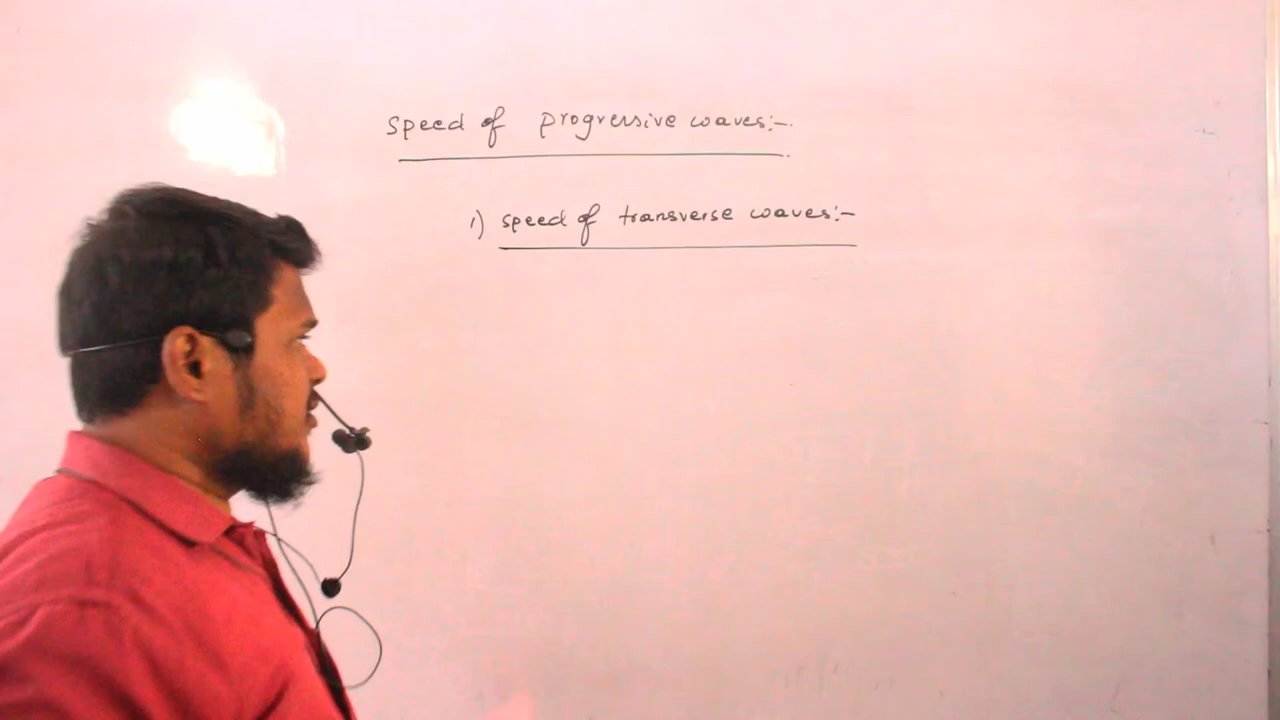 speed of progressive waves:-
1) speed of transverse waves:-